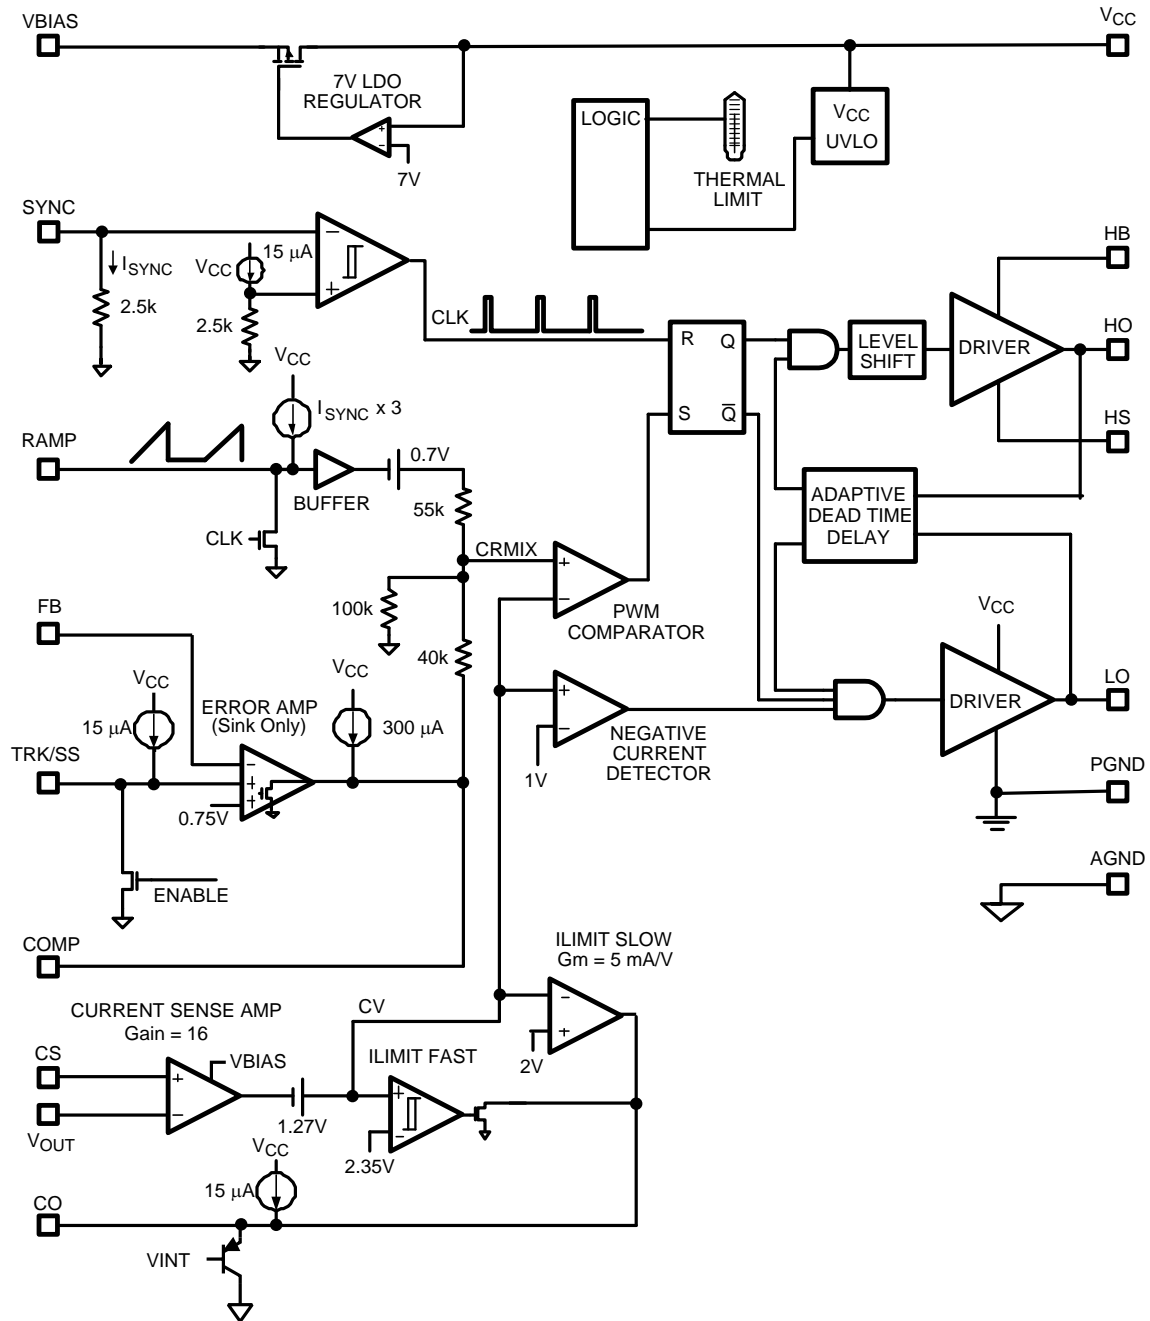 VBIAS
VCC
7V LDO
REGULATOR
+
-
7V
LOGIC
THERMAL
LIMIT
VCC
UVLO
SYNC
ISYNC
2.5k
VCC
15 μA
2.5k
−
+
CLK
HB
HO
HS
R
Q
S
Q̅
LEVEL
SHIFT
DRIVER
VCC
ISYNC x 3
RAMP
BUFFER
0.7V
55k
CLK
CRMIX
100k
40k
+
−
PWM
COMPARATOR
ADAPTIVE
DEAD TIME
DELAY
FB
VCC
15 μA
ERROR AMP
(Sink Only)
VCC
300 μA
TRK/SS
-
+
+
0.75V
ENABLE
+
−
1V
NEGATIVE
CURRENT
DETECTOR
VCC
DRIVER
LO
PGND
AGND
COMP
ILIMIT SLOW
Gm = 5 mA/V
-
+
2V
CURRENT SENSE AMP
Gain = 16
CV
CS
VOUT
+
−
VBIAS
1.27V
ILIMIT FAST
+
−
2.35V
VCC
15 μA
CO
VINT